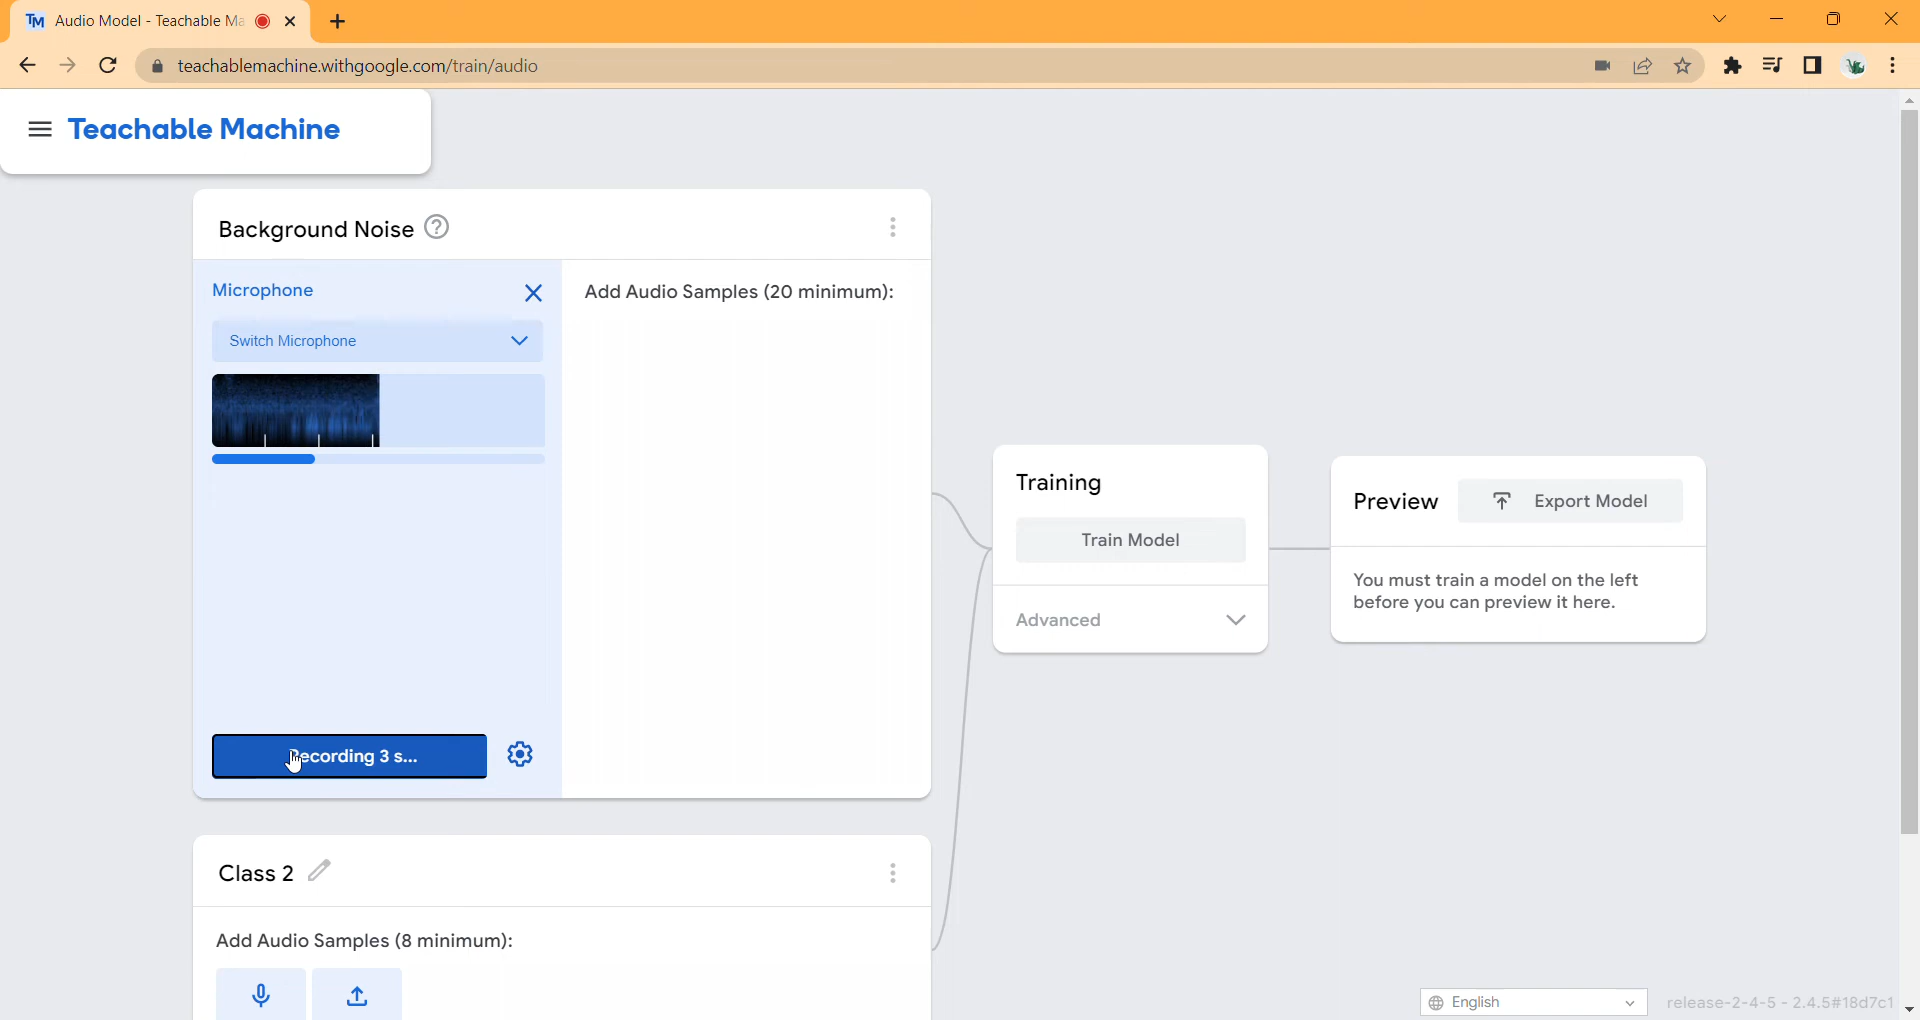 TM Audio Model - Teachable Ma
teachablemachine.withgoogle.com/train/audio
Teachable Machine
Background Noise
Microphone
Add Audio Samples (20 minimum):
Switch Microphone
Training
Train Model
Preview
Export Model
You must train a model on the left
before you can preview it here.
Advanced
Recording 3 s...
Class 2
Add Audio Samples (8 minimum):
English
release-2-4-5 - 2.4.5#18d7c1